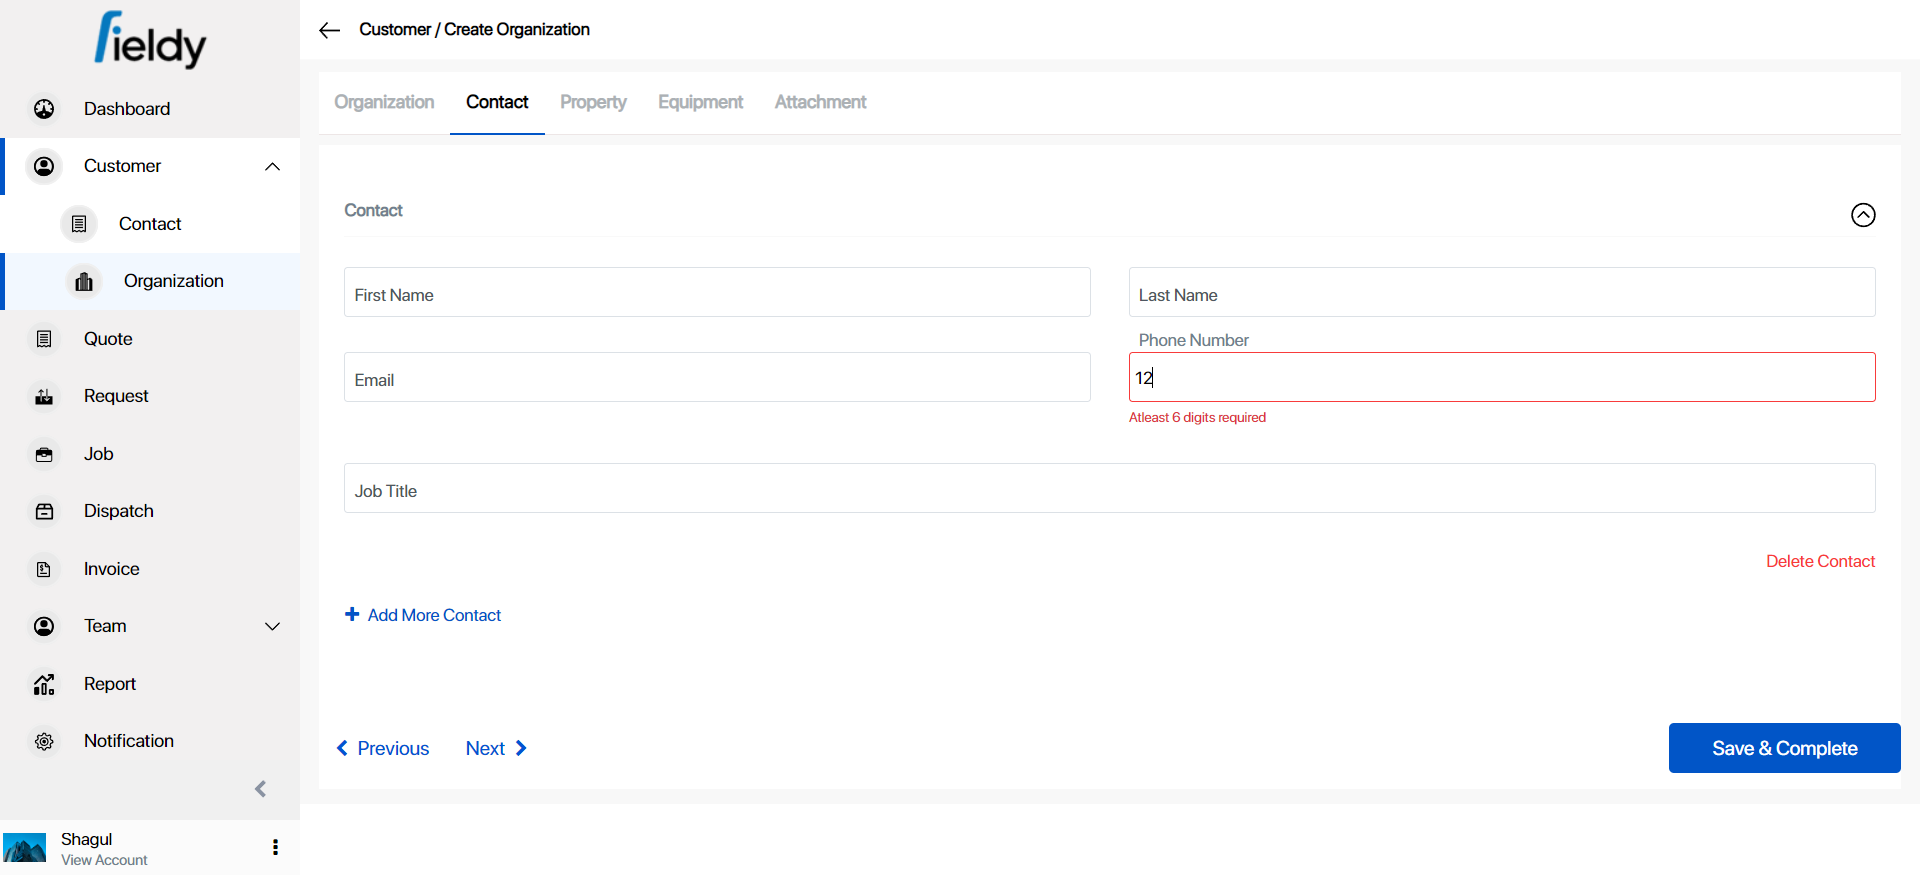 fieldy
Dashboard
Customer
Contact
Organization
Quote
Request
Job
Dispatch
Invoice
Team
Report
Notification
Shagul
View Account
Customer / Create Organization
Organization Contact Property Equipment Attachment
Contact
First Name Last Name
Phone Number
Email 12
Atleast 6 digits required
Job Title
Delete Contact
Add More Contact
Previous Next Save & Complete